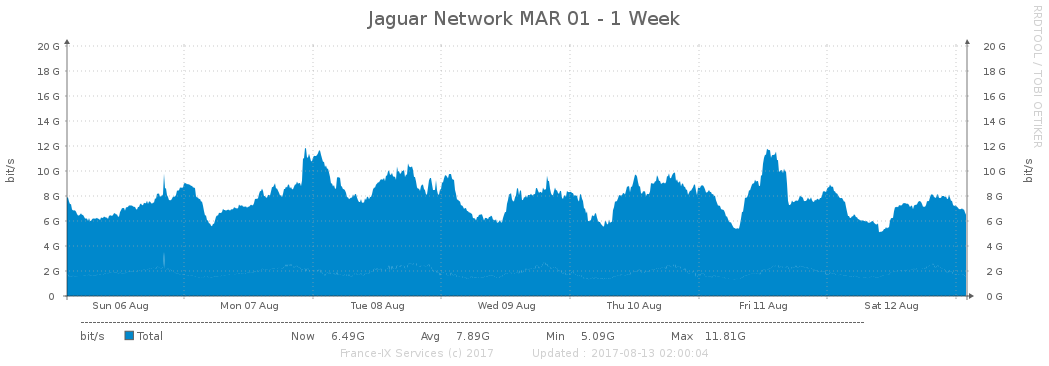 Jaguar Network MAR 01 - 1 Week
RRDTOOL / TOBI OETIKER
bit/s
20 G
18 G
16 G
14 G
12 G
10 G
8 G
6 G
4 G
2 G
0
20 G
18 G
16 G
14 G
12 G
10 G
8 G
6 G
4 G
2 G
0 G
bit/s
Sun 06 Aug Mon 07 Aug Tue 08 Aug Wed 09 Aug Thu 10 Aug Fri 11 Aug Sat 12 Aug
bit/s Total Now 6.49G Avg 7.89G Min 5.09G Max 11.81G
France-IX Services (c) 2017 Updated : 2017-08-13 02:00:04